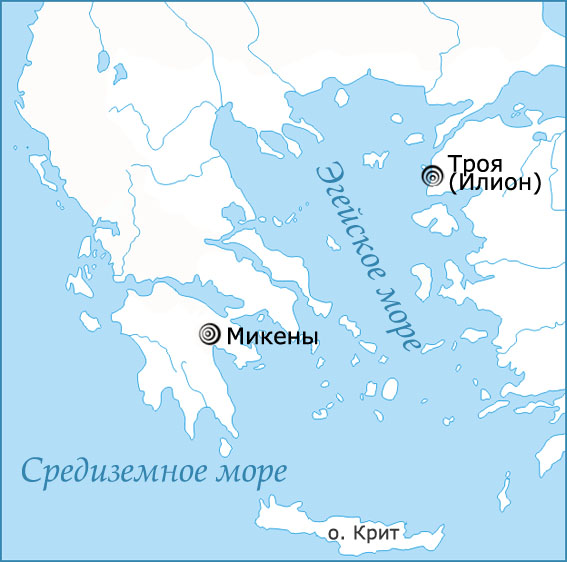 Троя
(Илион)
Эгейское море
Микены
Средиземное море
о. Крит